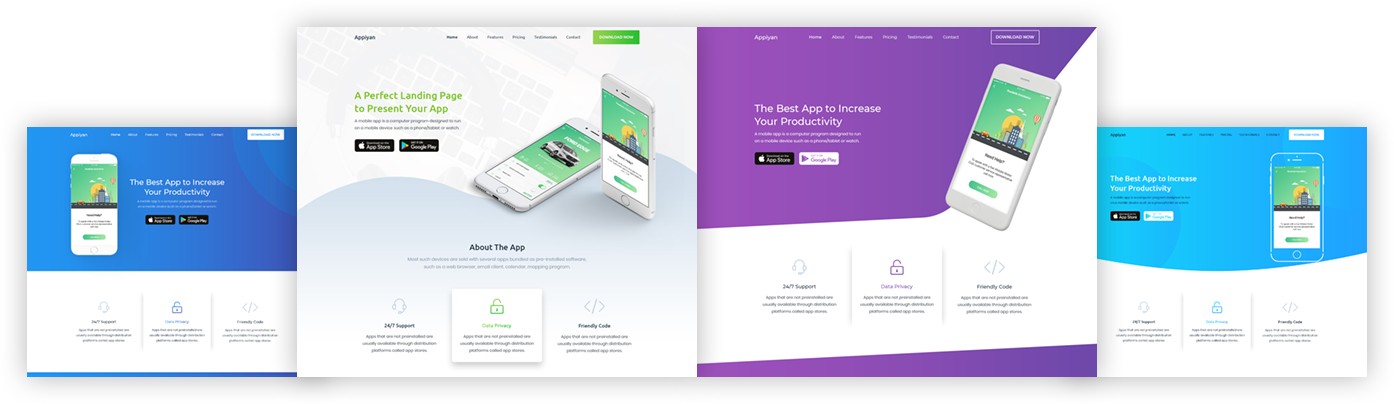 Appiyan
Home About Features Pricing Testimonials Contact
DOWNLOAD NOW
The Best App to Increase
Your Productivity
A mobile app is a computer program designed to run
on a mobile device such as a phone/tablet or watch.
App Store
Google Play
Need Help?
24/7 Support
Apps that are not preinstalled are
usually available through distribution
platforms called app stores.
Data Privacy
Apps that are not preinstalled are
usually available through distribution
platforms called app stores.
Friendly Code
Apps that are not preinstalled are
usually available through distribution
platforms called app stores.
Appiyan
Home About Features Pricing Testimonials Contact
DOWNLOAD NOW
A Perfect Landing Page
to Present Your App
A mobile app is a computer program designed to run
on a mobile device such as a phone/tablet or watch.
Download on the
App Store
GET IT ON
Google Play
FORD EDGE
Need Help?
About The App
Most such devices are sold with several apps bundled as pre-installed software,
such as a web browser, email client, calendar, mapping program.
24/7 Support
Apps that are not preinstalled are
usually available through distribution
platforms called app stores.
Data Privacy
Apps that are not preinstalled are
usually available through distribution
platforms called app stores.
Friendly Code
Apps that are not preinstalled are
usually available through distribution
platforms called app stores.
Appiyan
Home About Features Pricing Testimonials Contact
DOWNLOAD NOW
The Best App to Increase
Your Productivity
A mobile app is a computer program designed to run
on a mobile device such as a phone/tablet or watch.
Download on the
App Store
GET IT ON
Google Play
Need Help?
24/7 Support
Apps that are not preinstalled are
usually available through distribution
platforms called app stores.
Data Privacy
Apps that are not preinstalled are
usually available through distribution
platforms called app stores.
Friendly Code
Apps that are not preinstalled are
usually available through distribution
platforms called app stores.
Appiyan
HOME ABOUT FEATURES PRICING TESTIMONIALS CONTACT
DOWNLOAD NOW
The Best App to Increase
Your Productivity
A mobile app is a computer program designed to run
on a mobile device such as a phone/tablet or watch.
App Store
Google Play
Need Help?
24/7 Support
Apps that are not preinstalled are
usually available through distribution
platforms called app stores.
Data Privacy
Apps that are not preinstalled are
usually available through distribution
platforms called app stores.
Friendly Code
Apps that are not preinstalled are
usually available through distribution
platforms called app stores.